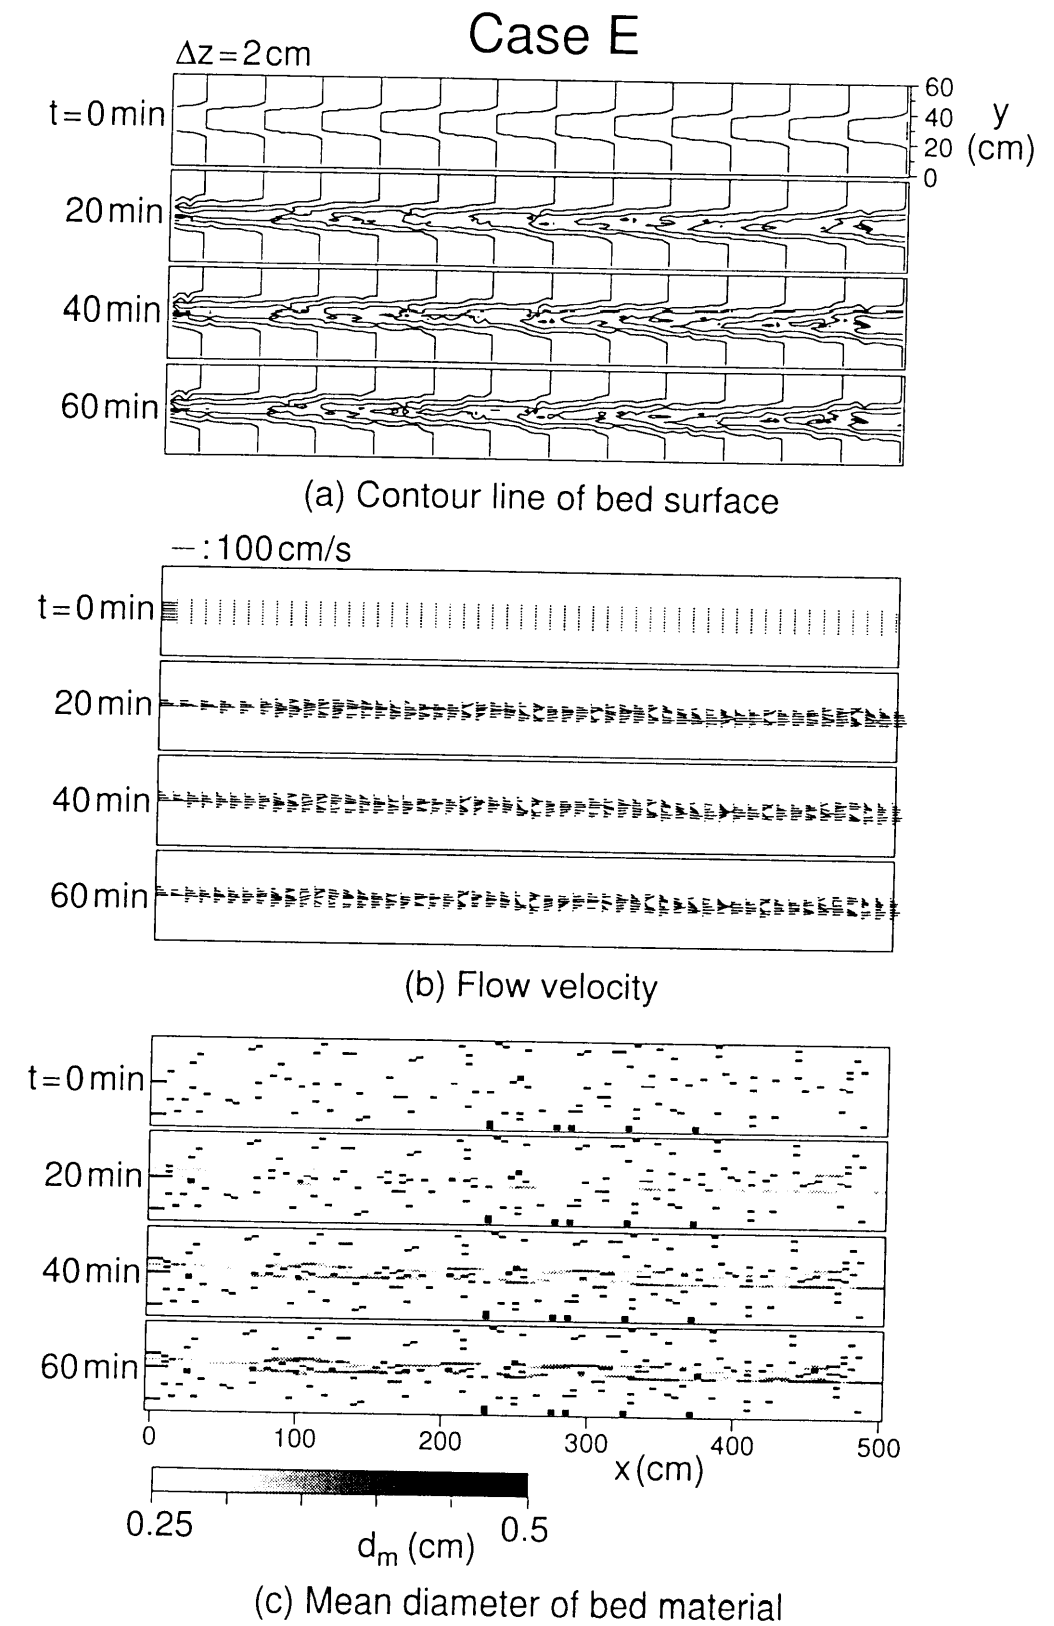 Case E
Δz=2cm
t=0min
60
40
20
0
y
(cm)
20min
40min
60min
(a) Contour line of bed surface
— : 100cm/s
t=0min
20min
40min
60min
(b) Flow velocity
t=0min
20min
40min
60min
0 100 200 300 400 500
x(cm)
0.25 0.5
dm (cm)
(c) Mean diameter of bed material